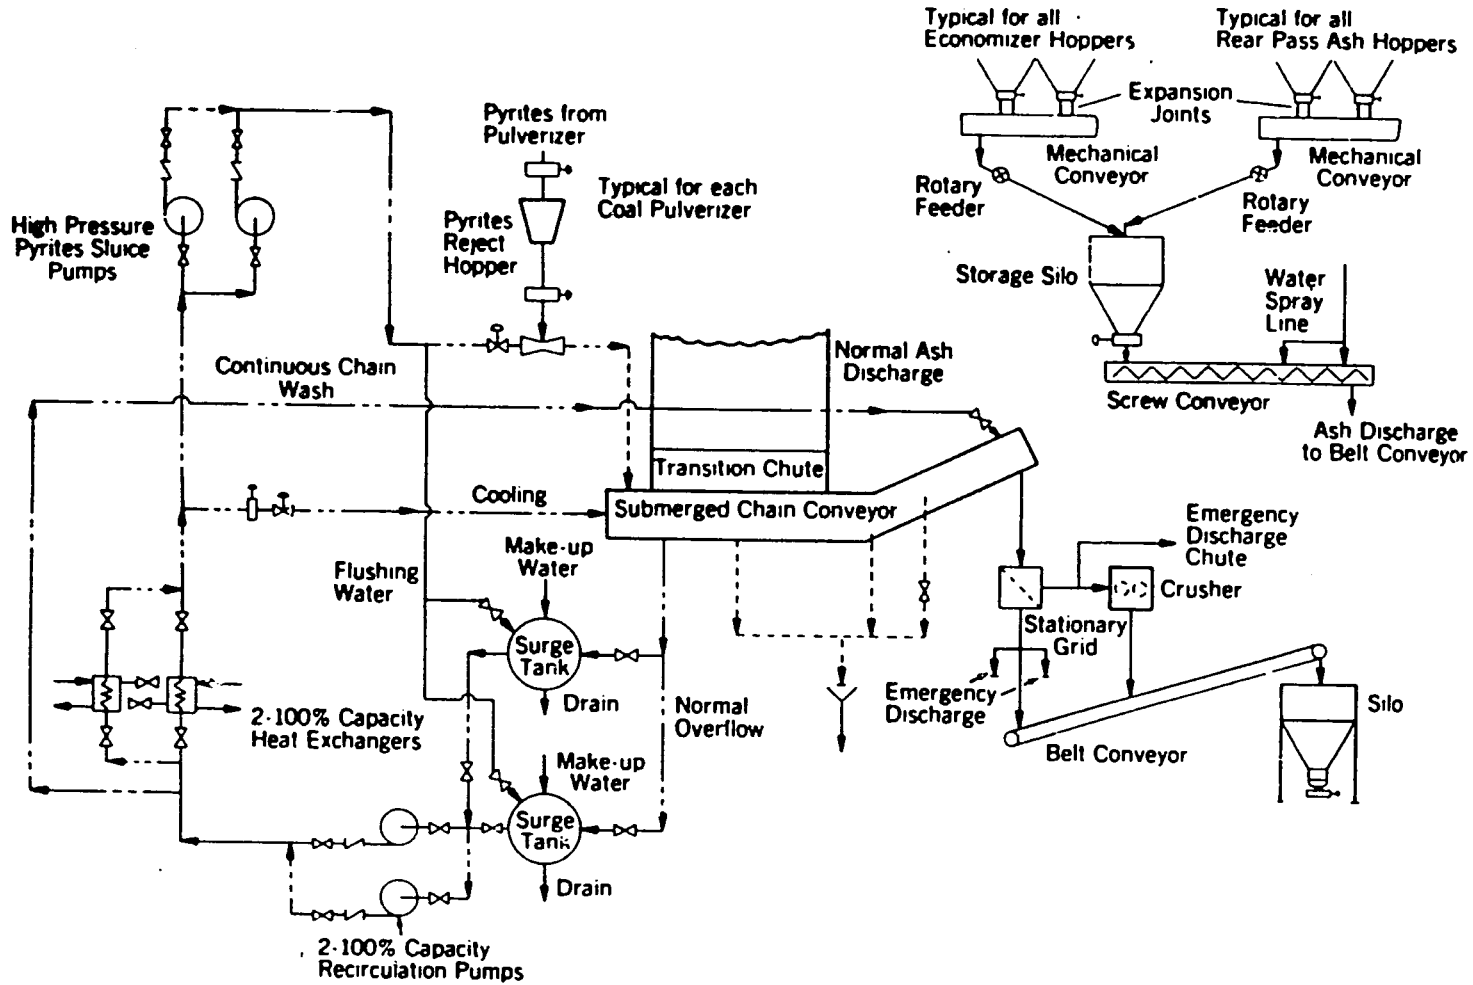 Typical for all
Economizer Hoppers
Typical for all
Rear Pass Ash Hoppers
Expansion
Joints
Mechanical
Conveyor
Mechanical
Conveyor
Rotary
Feeder
Rotary
Feeder
Storage Silo
Water
Spray
Line
Screw Conveyor
Ash Discharge
to Belt Conveyor
Pyrites from
Pulverizer
Typical for each
Coal Pulverizer
Pyrites
Reject
Hopper
High Pressure
Pyrites Sluice
Pumps
Continuous Chain
Wash
Normal Ash
Discharge
Transition Chute
Cooling
Submerged Chain Conveyor
Make-up
Water
Flushing
Water
Surge
Tank
Drain
Normal
Overflow
2-100% Capacity
Heat Exchangers
Make-up
Water
Surge
Tank
Drain
2-100% Capacity
Recirculation Pumps
Emergency
Discharge
Chute
Crusher
Stationary
Grid
Emergency
Discharge
Belt Conveyor
Silo